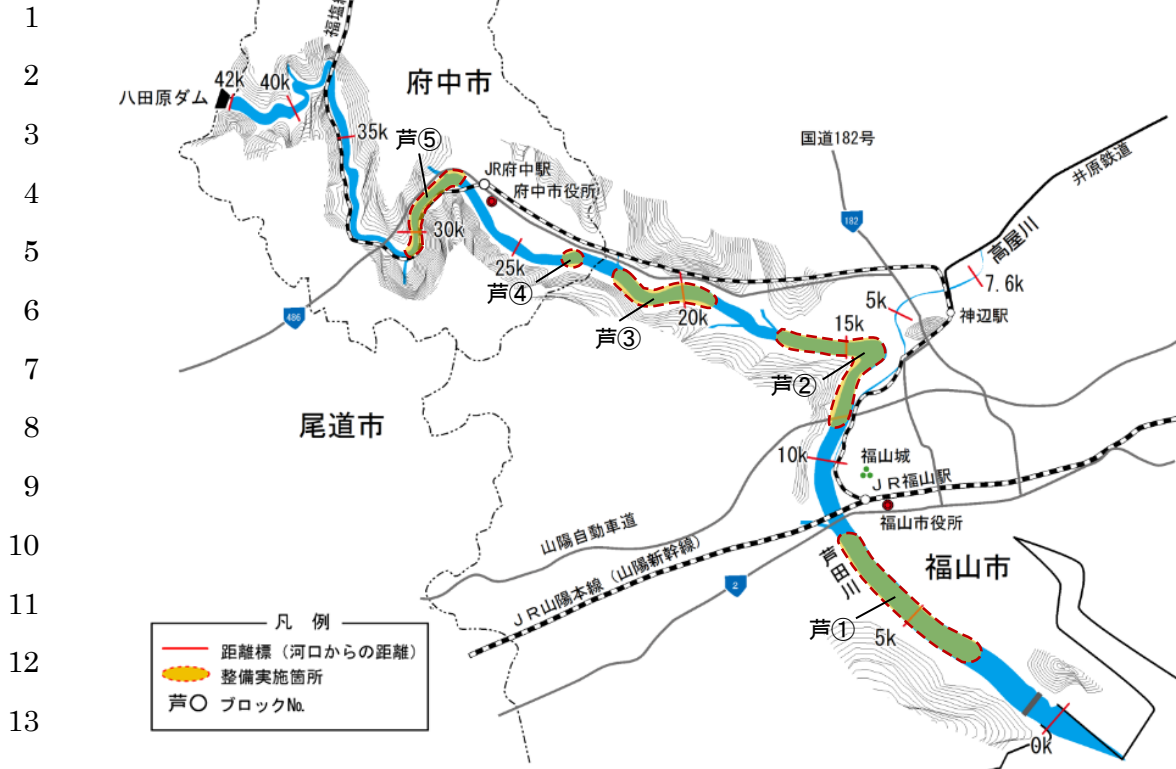 1
福塩線
2
府中市
42k
40k
八田原ダム
3
35k
芦⑤
国道182号
井原鉄道
4
JR府中駅
府中市役所
182
30k
高屋川
5
25k
7.6k
芦④
5k
6
486
20k
15k
神辺駅
芦③
7
芦②
尾道市
8
10k
福山城
9
JR福山駅
福山市役所
10
山陽自動車道
JR山陽本線（山陽新幹線）
芦田川
福山市
2
11
凡 例
芦①
5k
距離標（河口からの距離）
12
整備実施箇所
芦○ ブロックNo.
13
0k